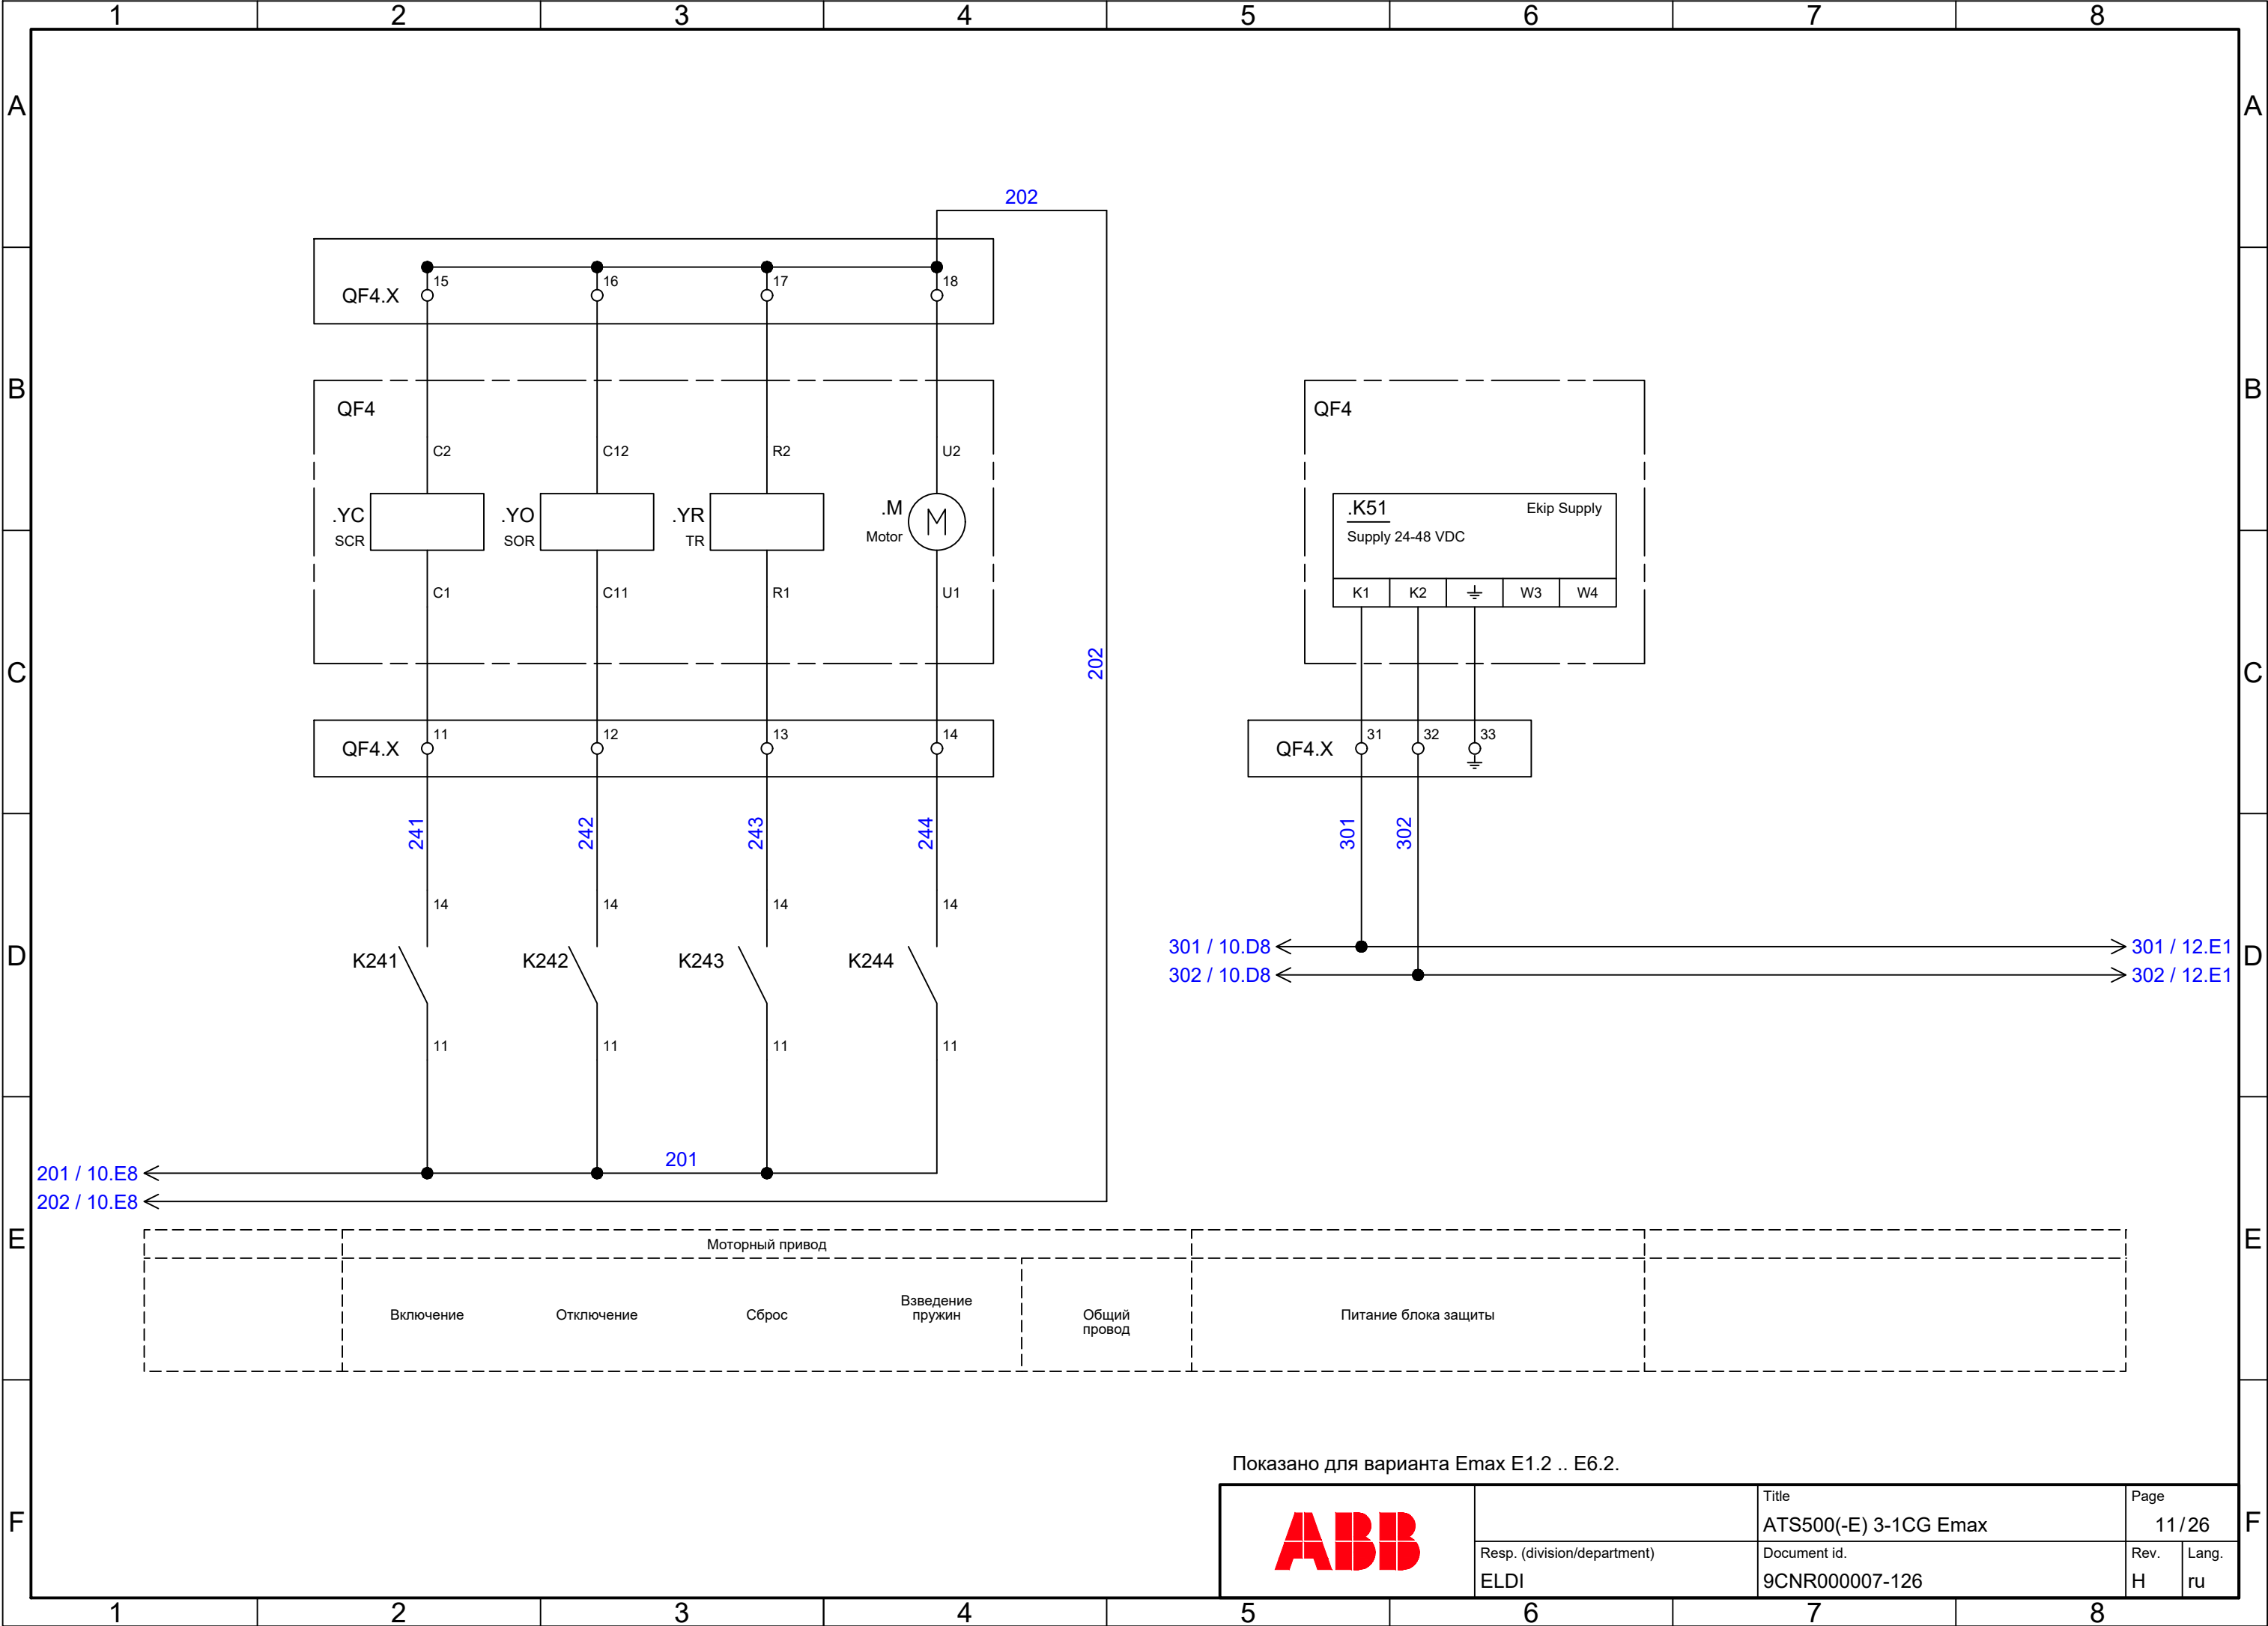 1 2 3 4 5 6 7 8
A A
202
15 16 17 18
QF4.X
B B
QF4 QF4
C2 C12 R2 U2
.YC .YO .YR .M M
SCR SOR TR Motor
.K51 Ekip Supply
Supply 24-48 VDC
K1 K2 W3 W4
C1 C11 R1 U1
202
C C
QF4.X 11 12 13 14
QF4.X 31 32 33
241 242 243 244 301 302
14 14 14 14
K241 K242 K243 K244
D D
301 / 10.D8 301 / 12.E1
302 / 10.D8 302 / 12.E1
11 11 11 11
201
201 / 10.E8
202 / 10.E8
E E
Моторный привод
Включение Отключение Сброс
Взведение
пружин
Общий
провод
Питание блока защиты
Показано для варианта Emax E1.2 .. E6.2.
F F
ABB
Title
ATS500(-E) 3-1CG Emax
Page
11/26
Resp. (division/department)
ELDI
Document id.
9CNR000007-126
Rev.
H
Lang.
ru
1 2 3 4 5 6 7 8